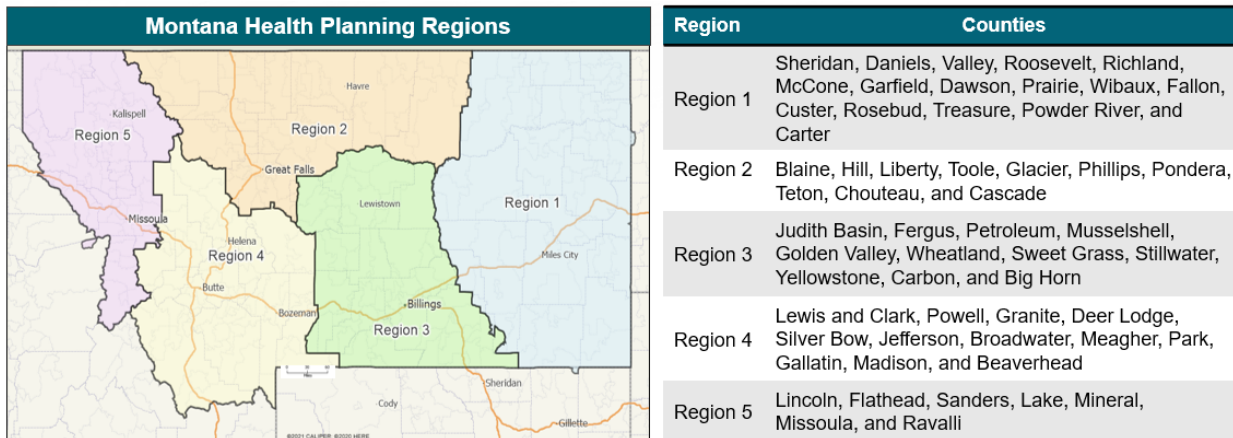 Montana Health Planning Regions
Kalispell
Region 5
Havre
Region 2
Great Falls
Region 1
Lewistown
Missoula
Helena
Region 4
Miles City
Butte
Bozeman
Billings
Region 3
Sheridan
Cody
Gillette
©2021 CALIPER; ©2020 HERE
Region Counties
Region 1
Sheridan, Daniels, Valley, Roosevelt, Richland,
McCone, Garfield, Dawson, Prairie, Wibaux, Fallon,
Custer, Rosebud, Treasure, Powder River, and
Carter
Region 2
Blaine, Hill, Liberty, Toole, Glacier, Phillips, Pondera,
Teton, Chouteau, and Cascade
Region 3
Judith Basin, Fergus, Petroleum, Musselshell,
Golden Valley, Wheatland, Sweet Grass, Stillwater,
Yellowstone, Carbon, and Big Horn
Region 4
Lewis and Clark, Powell, Granite, Deer Lodge,
Silver Bow, Jefferson, Broadwater, Meagher, Park,
Gallatin, Madison, and Beaverhead
Region 5
Lincoln, Flathead, Sanders, Lake, Mineral,
Missoula, and Ravalli